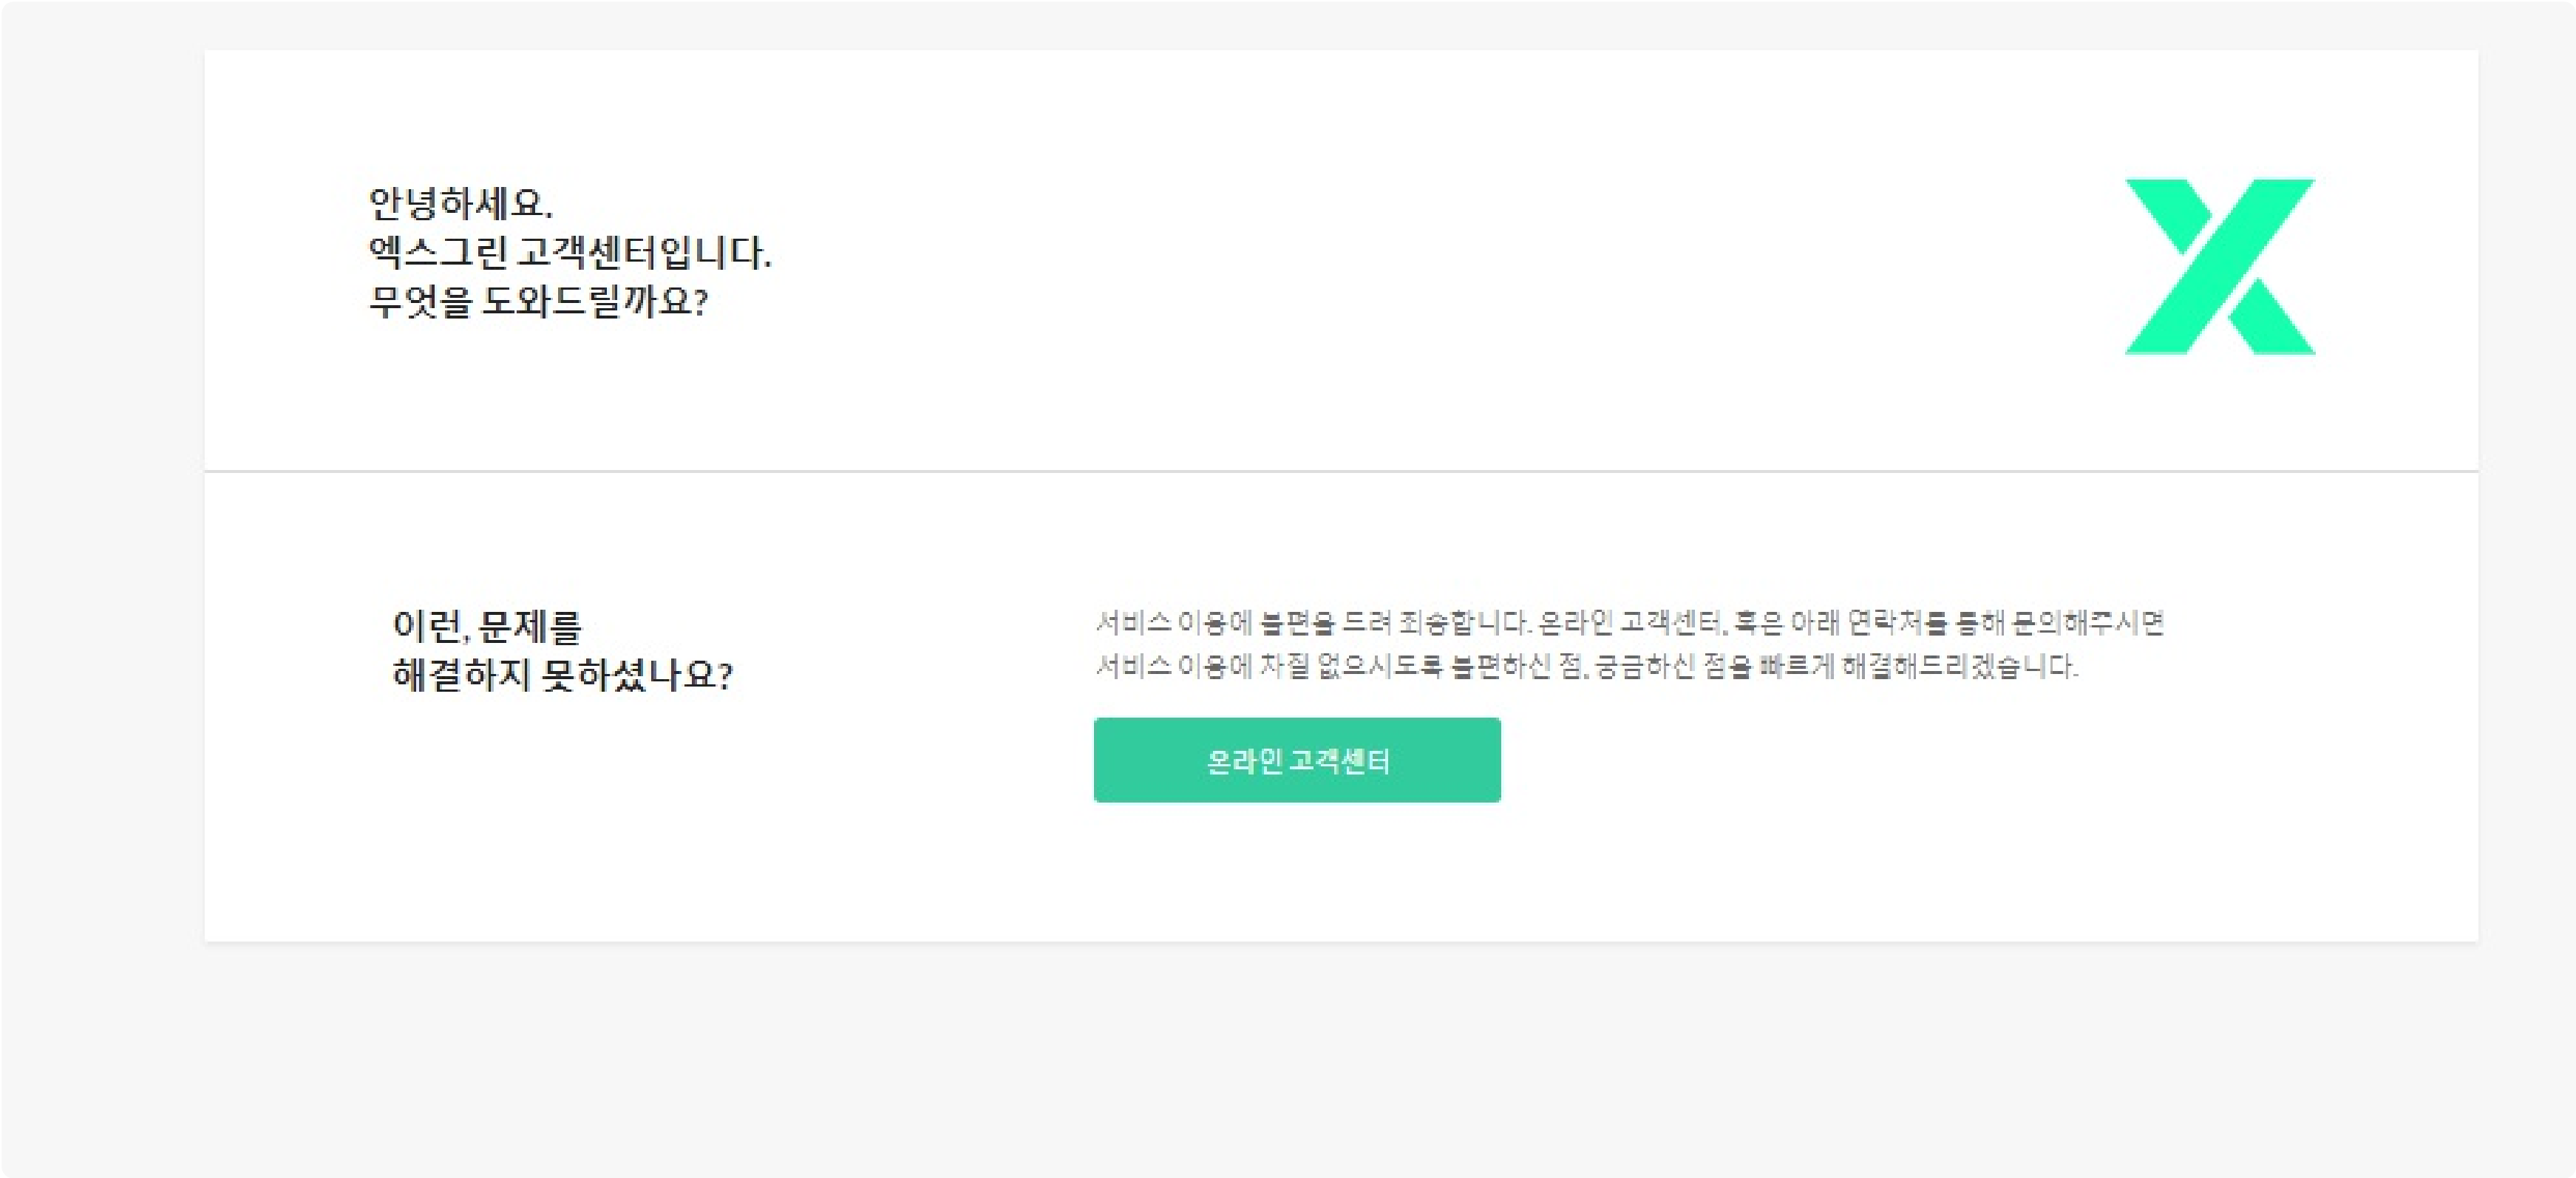 안녕하세요.
엑스그린 고객센터입니다.
무엇을 도와드릴까요?
이런, 문제를
해결하지 못하셨나요?
서비스 이용에 불편을 드려 죄송합니다. 온라인 고객센터, 혹은 아래 연락처를 통해 문의해주시면
서비스 이용에 차질 없으시도록 불편하신 점, 궁금하신 점을 빠르게 해결해드리겠습니다.
온라인 고객센터